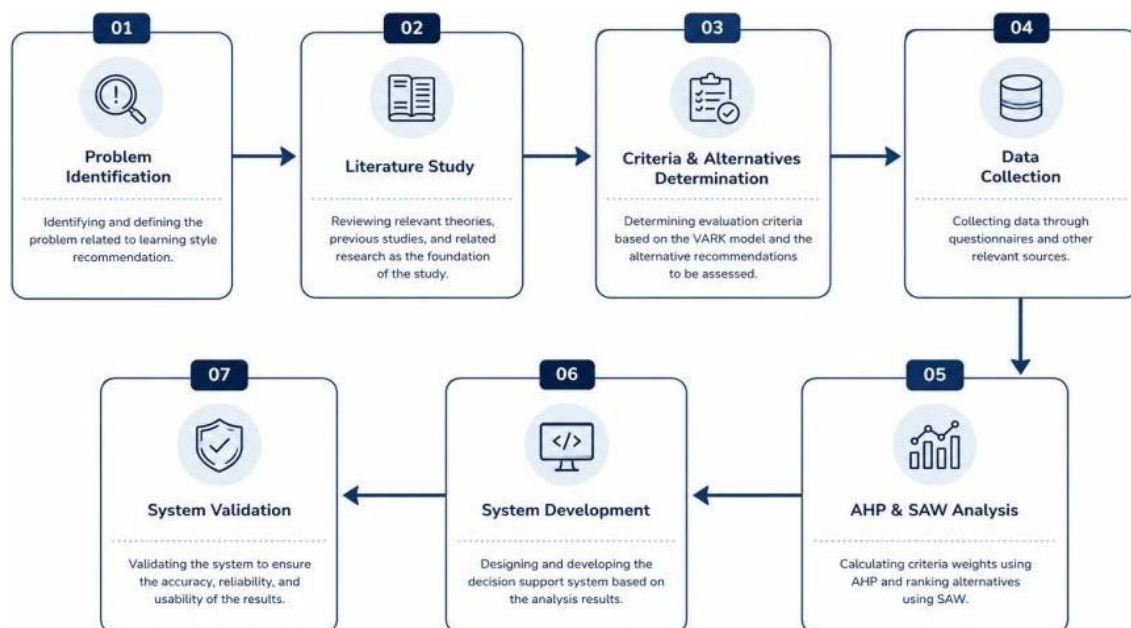 01
Problem
Identification
Identifying and defining the
problem related to learning style
recommendation.
02
Literature Study
Reviewing relevant theories,
previous studies, and related
research as the foundation
of the study.
03
Criteria & Alternatives
Determination
Determining evaluation criteria
based on the VARK model and the
alternative recommendations
to be assessed.
04
Data
Collection
Collecting data through
questionnaires and other
relevant sources.
05
AHP & SAW Analysis
Calculating criteria weights using
AHP and ranking alternatives
using SAW.
06
</>
System Development
Designing and developing the
decision support system based on
the analysis results.
07
System Validation
Validating the system to ensure
the accuracy, reliability, and
usability of the results.